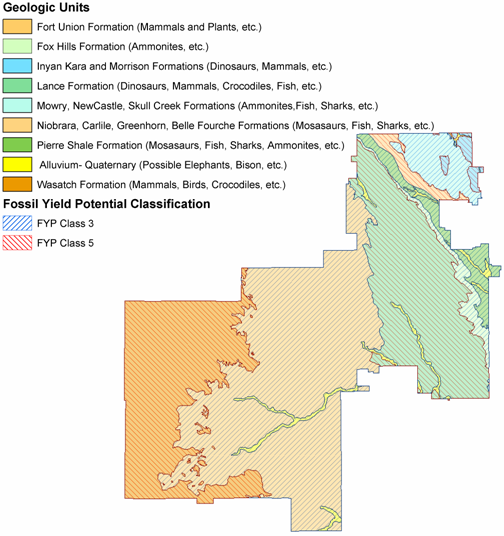 Geologic Units
Fort Union Formation (Mammals and Plants, etc.)
Fox Hills Formation (Ammonites, etc.)
Inyan Kara and Morrison Formations (Dinosaurs, Mammals, etc.)
Lance Formation (Dinosaurs, Mammals, Crocodiles, Fish, etc.)
Mowry, NewCastle, Skull Creek Formations (Ammonites,Fish, Sharks, etc.)
Niobrara, Carlile, Greenhorn, Belle Fourche Formations (Mosasaurs, Fish, Sharks, etc.)
Pierre Shale Formation (Mosasaurs, Fish, Sharks, Ammonites, etc.)
Alluvium- Quaternary (Possible Elephants, Bison, etc.)
Wasatch Formation (Mammals, Birds, Crocodiles, etc.)
Fossil Yield Potential Classification
FYP Class 3
FYP Class 5